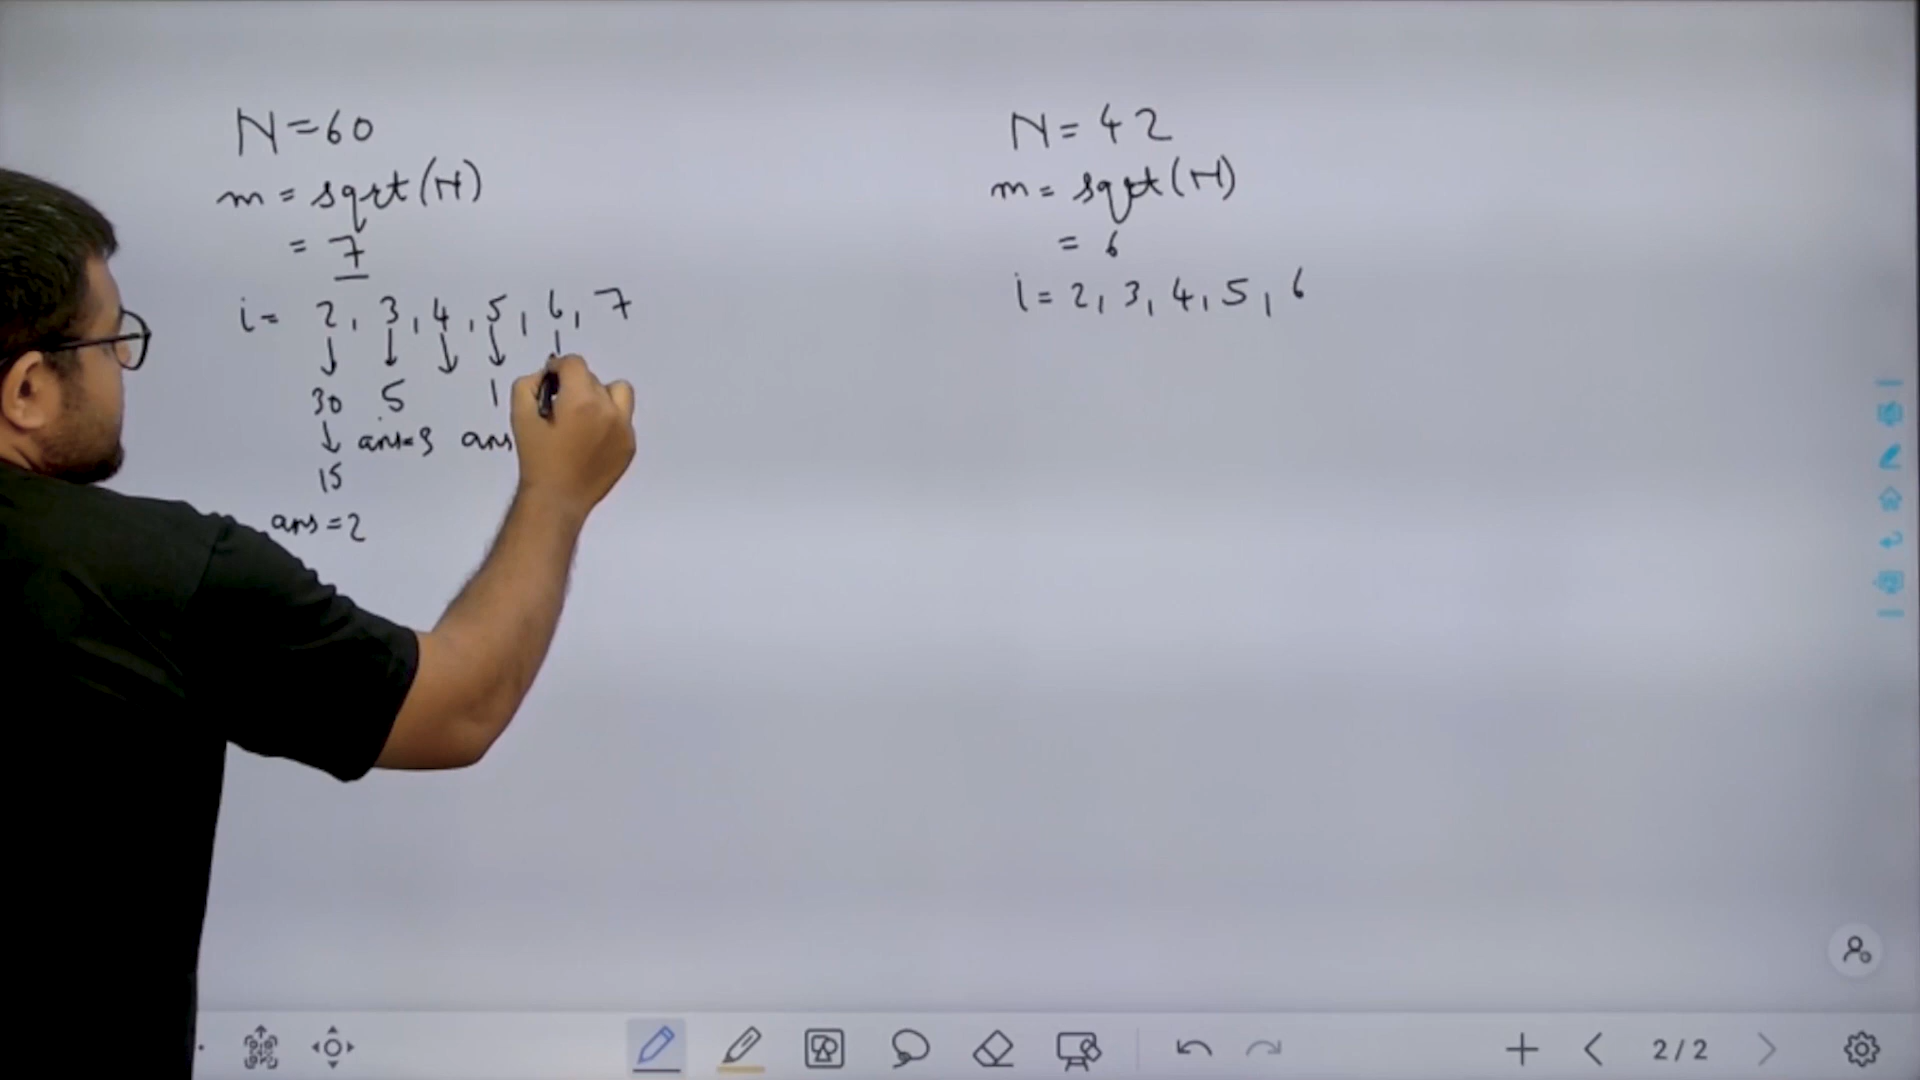 N=60
m = sqrt(N)
= 7
i= 2, 3, 4, 5, 6, 7
30 5 1
ans=3 ans
15
ans=2
N= 42
m= sqrt(N)
= 6
i= 2, 3, 4, 5, 6
2/2